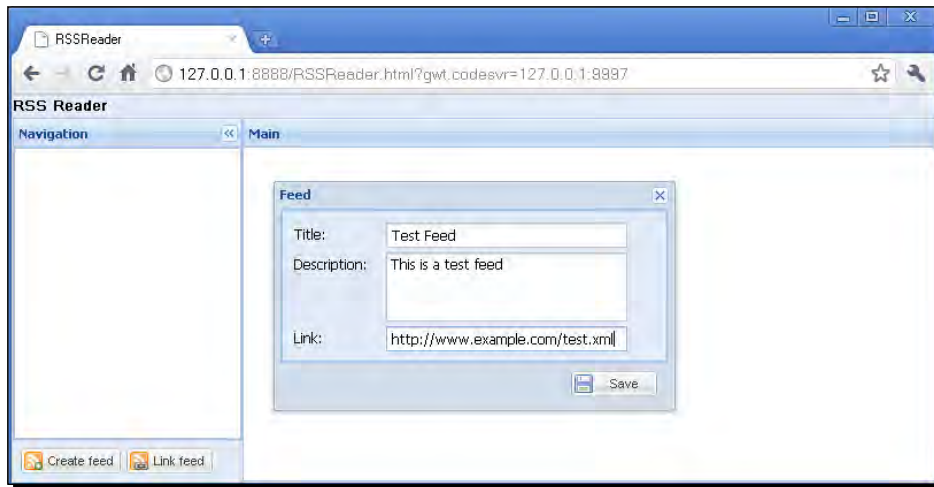 RSSReader
127.0.0.1:8888/RSSReader.html?gwt.codesvr=127.0.0.1:9997
RSS Reader
Navigation
Main
Feed
Title:
Test Feed
Description:
This is a test feed
Link:
http://www.example.com/test.xml
Save
Create feed
Link feed